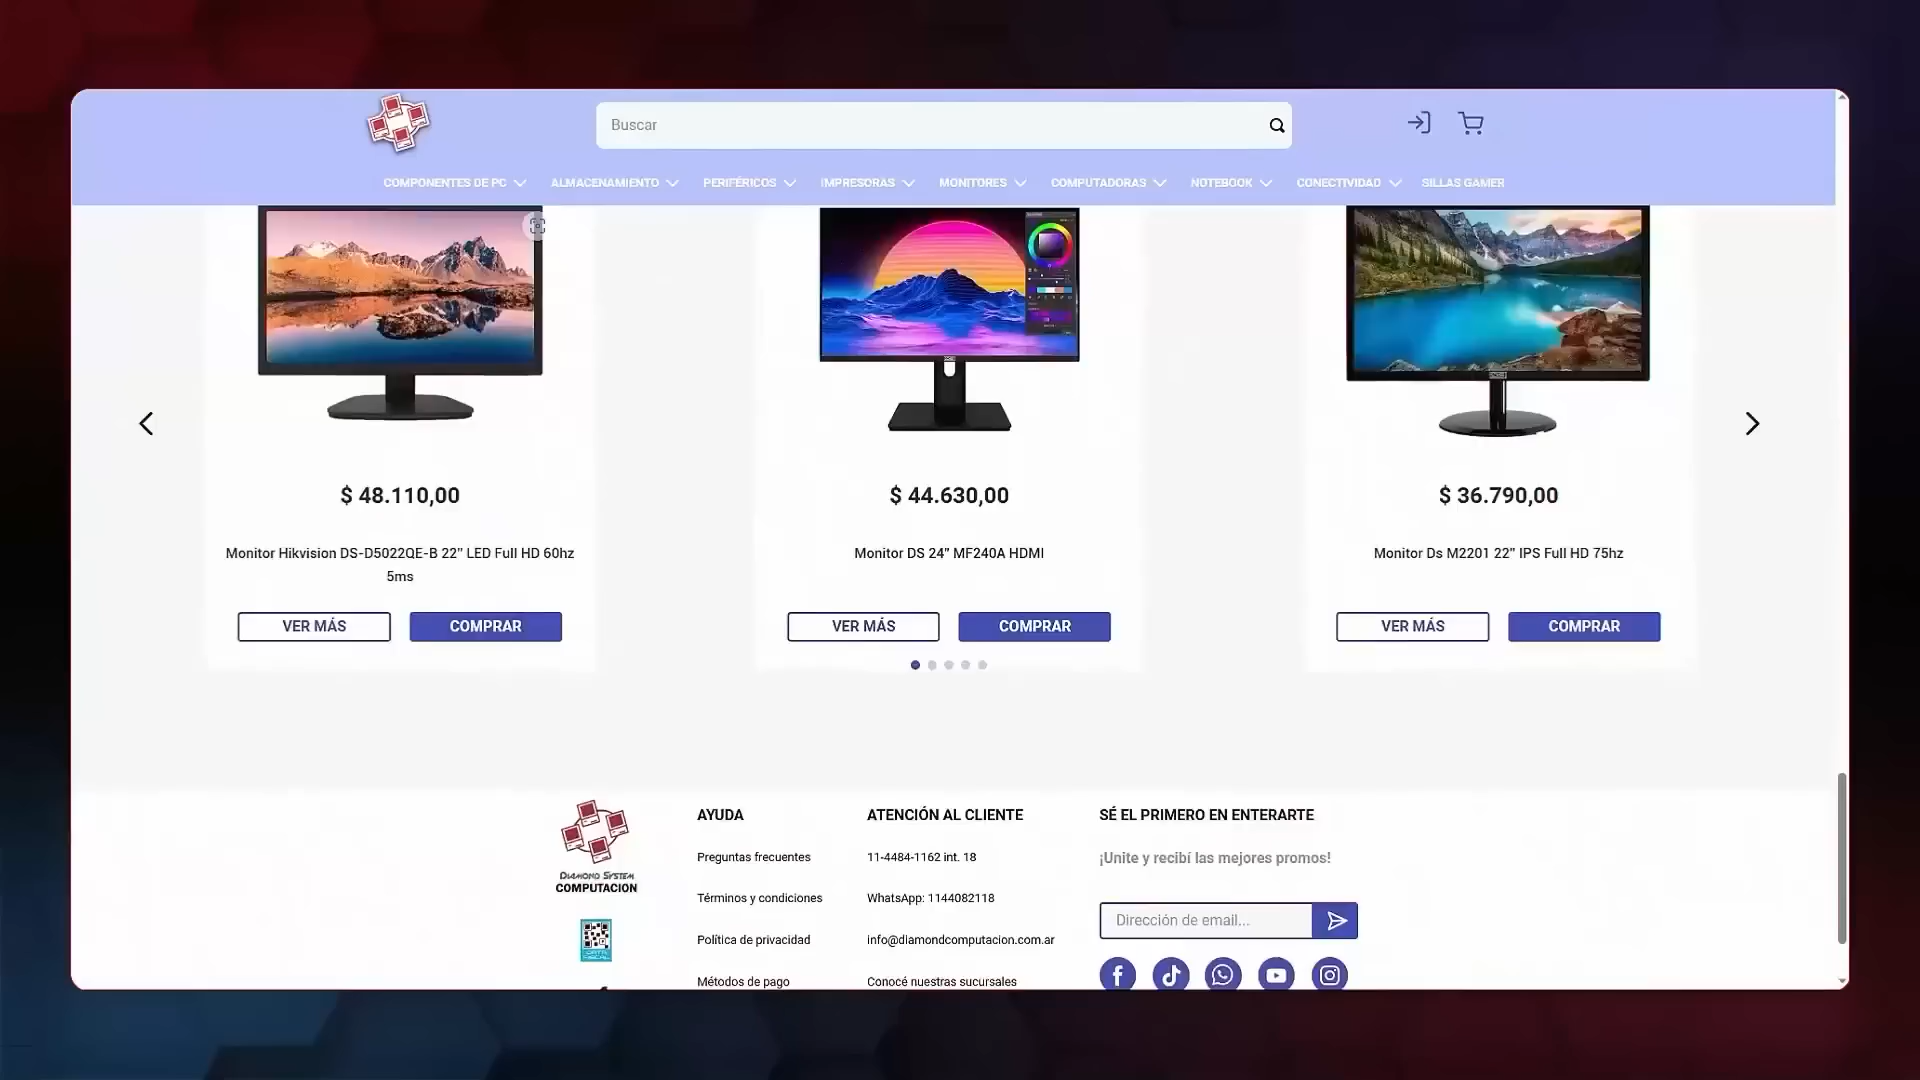 Buscar
COMPONENTES DE PC
ALMACENAMIENTO
PERIFÉRICOS
IMPRESORAS
MONITORES
COMPUTADORAS
NOTEBOOK
CONECTIVIDAD
SILLAS GAMER
$ 48.110,00
Monitor Hikvision DS-D5022QE-B 22" LED Full HD 60hz
5ms
VER MÁS
COMPRAR
$ 44.630,00
Monitor DS 24" MF240A HDMI
VER MÁS
COMPRAR
$ 36.790,00
Monitor Ds M2201 22" IPS Full HD 75hz
VER MÁS
COMPRAR
DIAMOND SYSTEM
COMPUTACION
DATA
FISCAL
AYUDA
Preguntas frecuentes
Términos y condiciones
Política de privacidad
Métodos de pago
ATENCIÓN AL CLIENTE
11-4484-1162 int. 18
WhatsApp: 1144082118
info@diamondcomputacion.com.ar
Conocé nuestras sucursales
SÉ EL PRIMERO EN ENTERARTE
¡Unite y recibí las mejores promos!
Dirección de email...